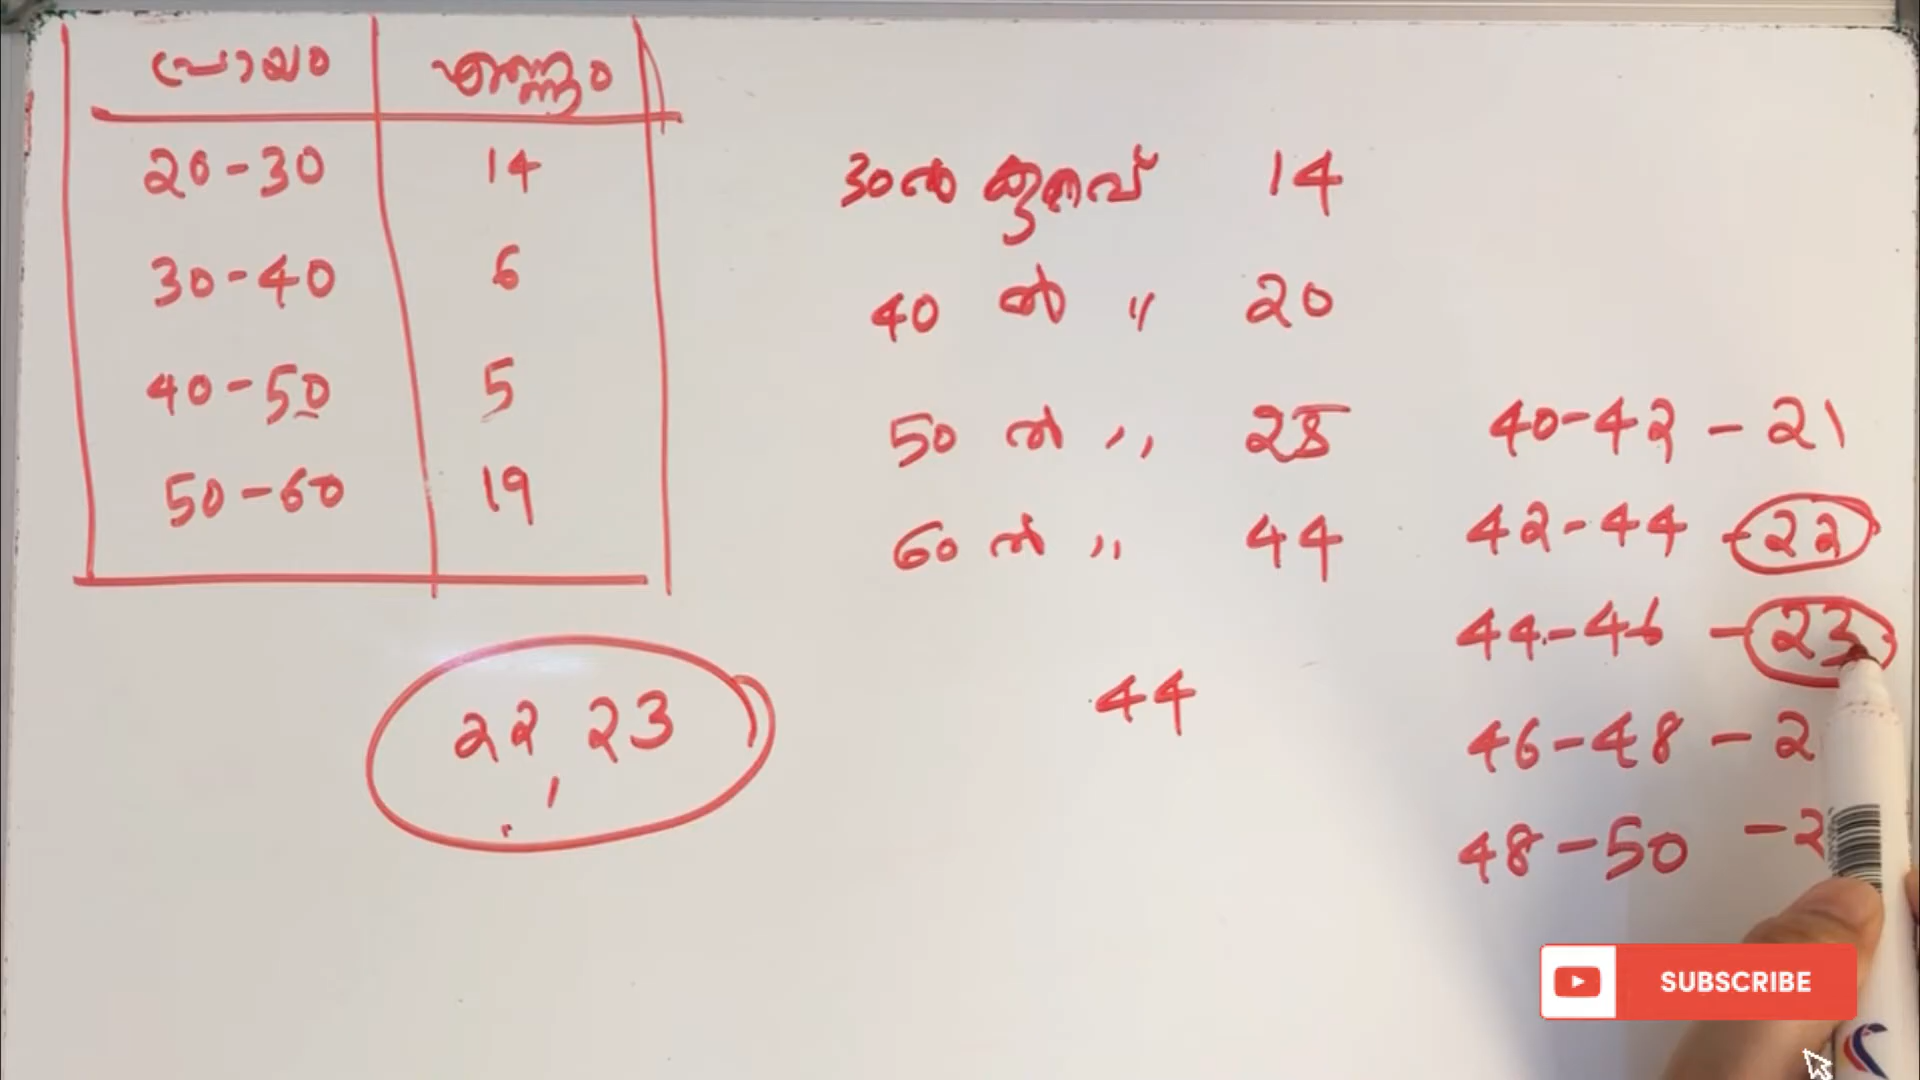 പ്രായം എണ്ണം
20-30 14
30-40 6
40-50 5
50-60 19
30ൽ കുറവ് 14
40 ൽ " 20
50 ൽ " 25
60 ൽ " 44
44
22, 23
40-42 - 21
42-44 - 22
44-46 - 23
46-48 - 2
48-50 - 2
SUBSCRIBE